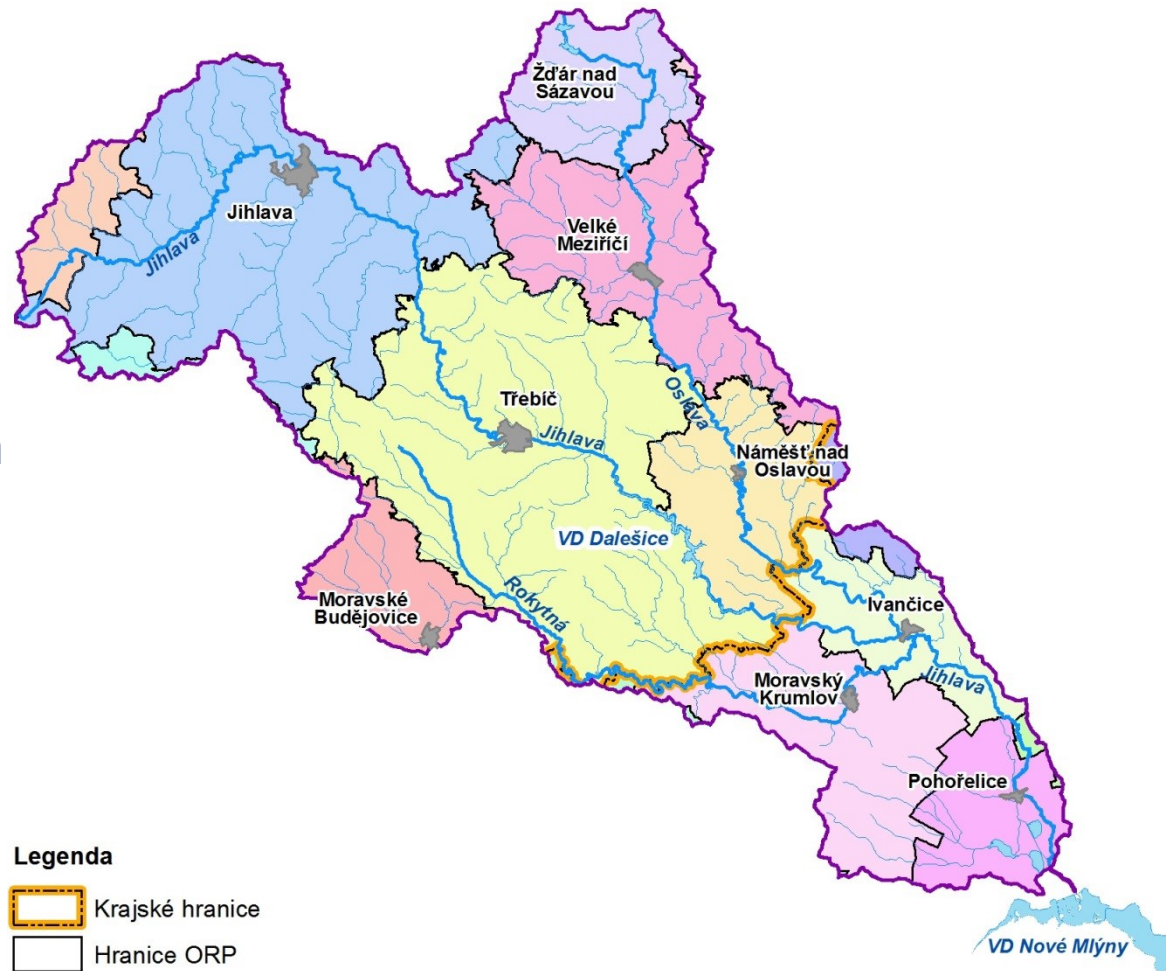 Žďár nad
Sázavou
Jihlava
Jihlava
Velké
Meziříčí
Třebíč
Jihlava
Oslava
Náměšť nad
Oslavou
VD Dalešice
Rokytná
Moravské
Budějovice
Ivančice
Moravský
Krumlov
Jihlava
Pohořelice
Legenda
Krajské hranice
Hranice ORP
VD Nové Mlýny